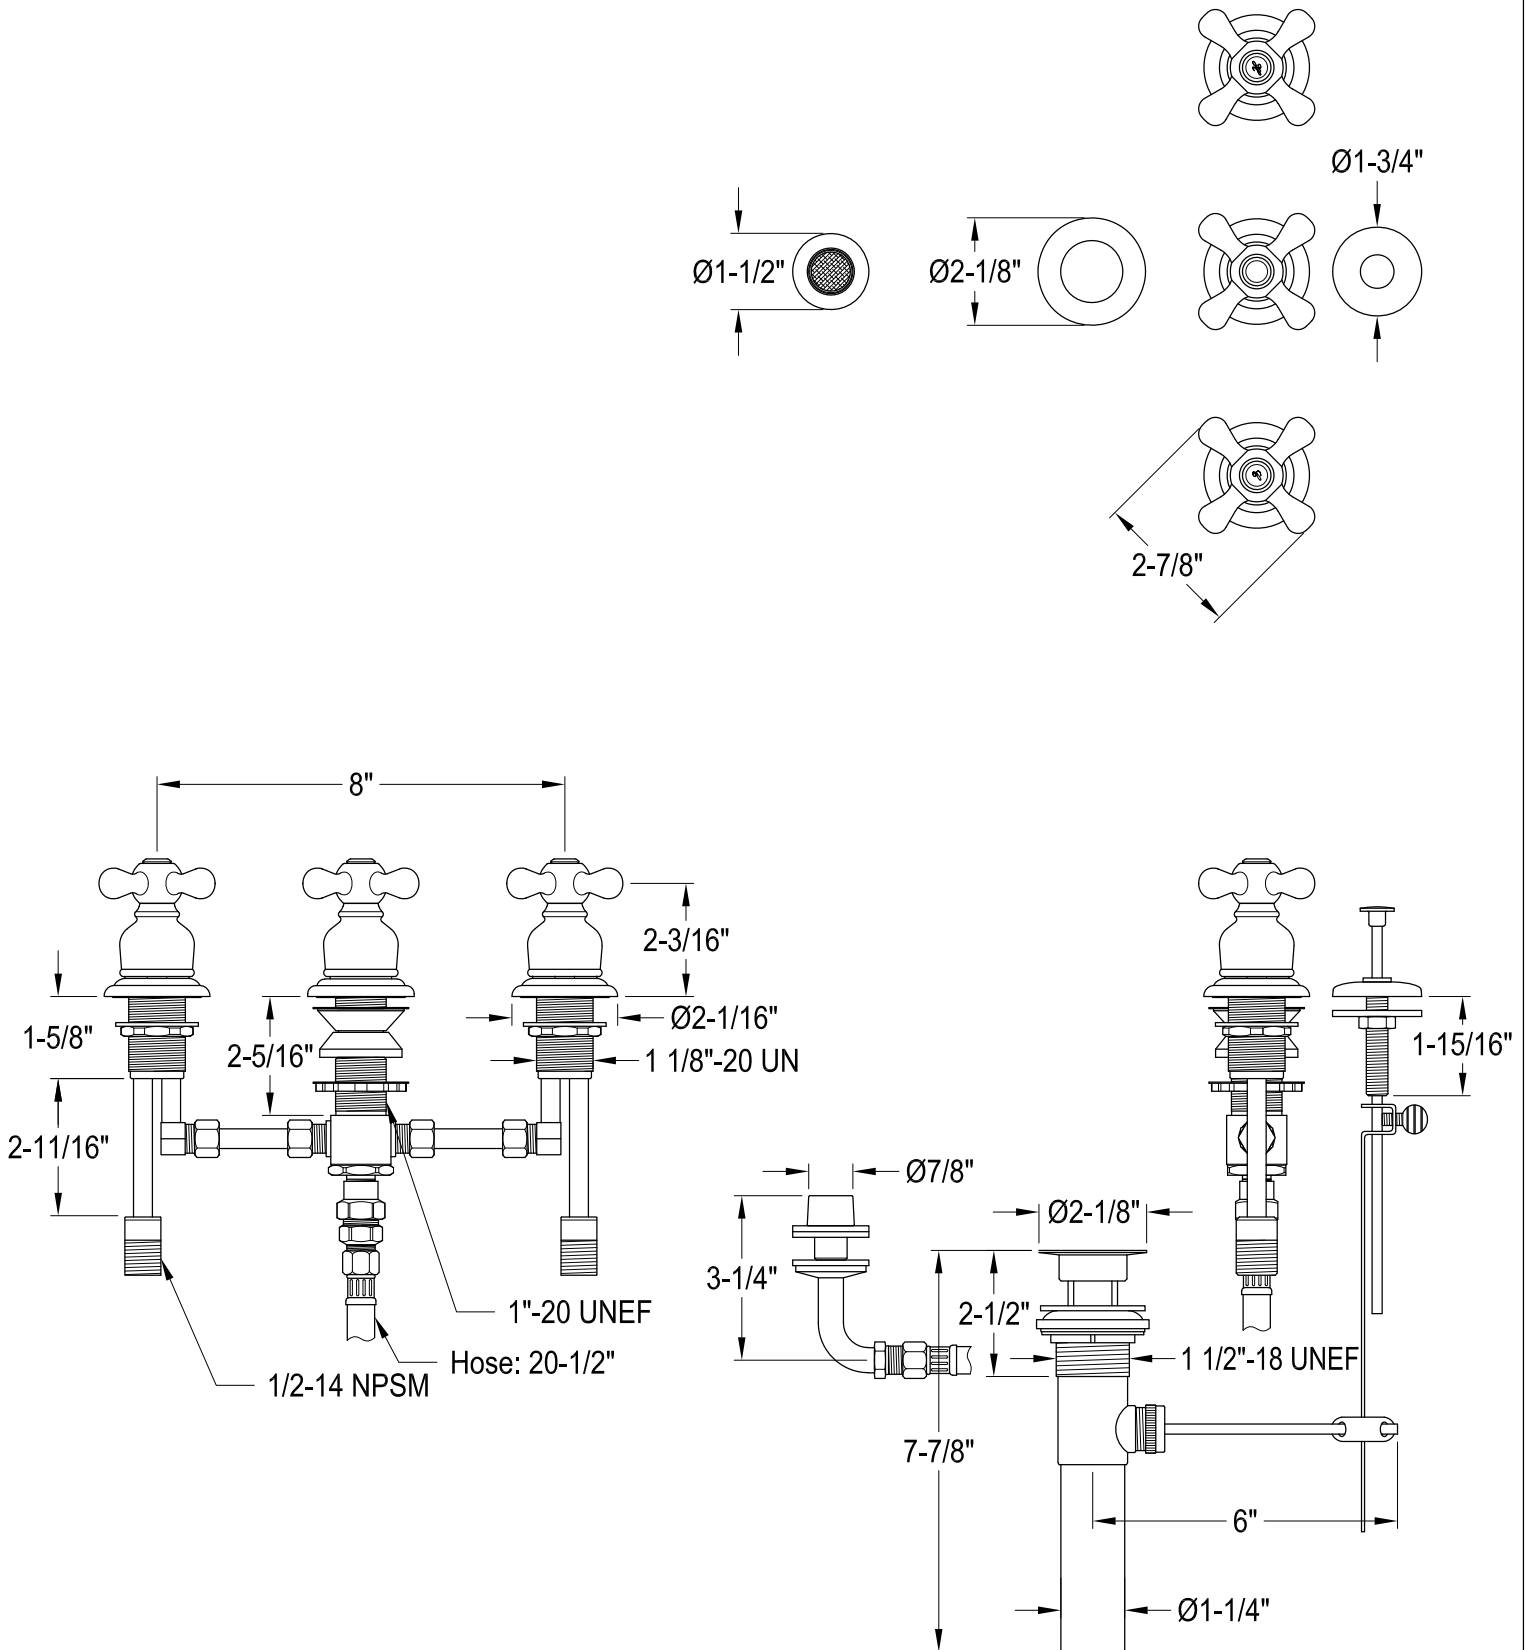 Ø1-3/4"
Ø1-1/2"
Ø2-1/8"
2-7/8"
8"
2-3/16"
Ø2-1/16"
1-5/8"
2-5/16"
1 1/8"-20 UN
1-15/16"
2-11/16"
Ø7/8"
Ø2-1/8"
3-1/4"
2-1/2"
1"-20 UNEF
Hose: 20-1/2"
1 1/2"-18 UNEF
1/2-14 NPSM
7-7/8"
6"
Ø1-1/4"